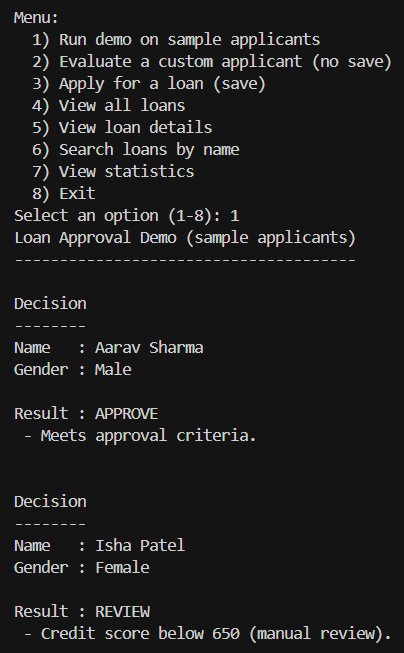 Menu:
  1) Run demo on sample applicants
  2) Evaluate a custom applicant (no save)
  3) Apply for a loan (save)
  4) View all loans
  5) View loan details
  6) Search loans by name
  7) View statistics
  8) Exit
Select an option (1-8): 1
Loan Approval Demo (sample applicants)
--------------------------------------

Decision
--------
Name   : Aarav Sharma
Gender : Male

Result : APPROVE
 - Meets approval criteria.


Decision
--------
Name   : Isha Patel
Gender : Female

Result : REVIEW
 - Credit score below 650 (manual review).